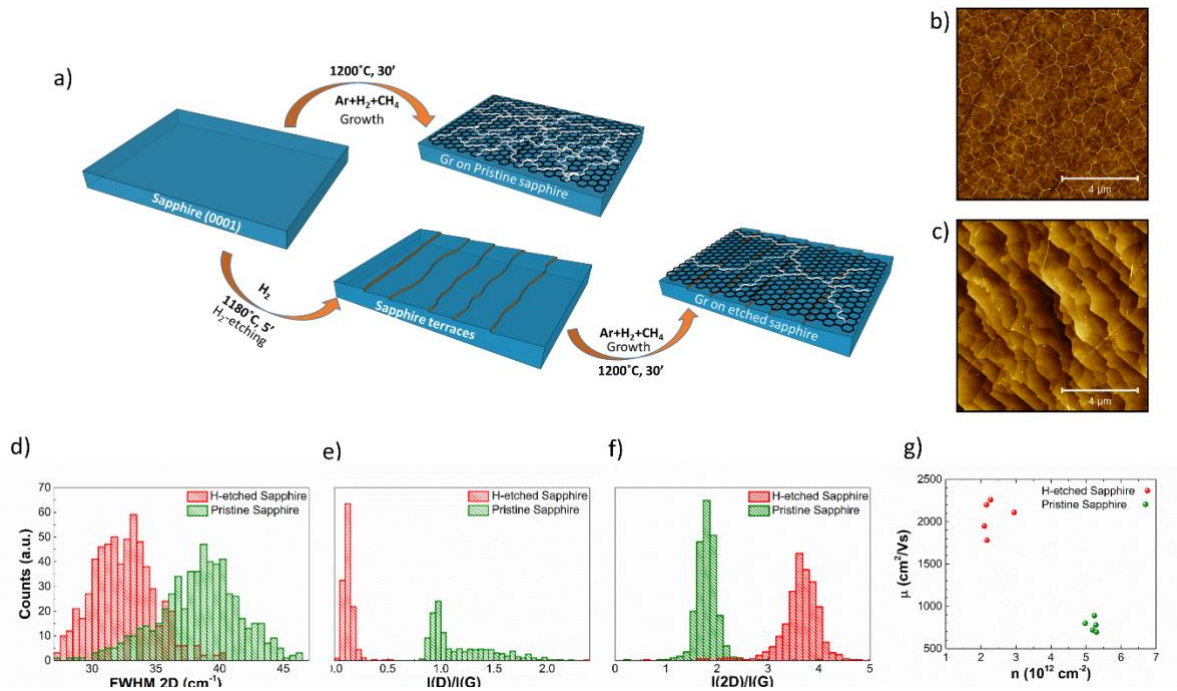 a)
1200°C, 30'
Ar+H2+CH4
Growth
Gr on Pristine sapphire
Sapphire (0001)
H2
1180°C, 5'
H2-etching
Sapphire terraces
Ar+H2+CH4
Growth
1200°C, 30'
Gr on etched sapphire
b)
4 μm
c)
4 μm
d)
H-etched Sapphire
Pristine Sapphire
Counts (a.u.)
70
60
50
40
30
20
10
0
30
35
40
45
FWHM 2D (cm-1)
e)
H-etched Sapphire
Pristine Sapphire
0.0
1.0
2.0
I(D)/I(G)
f)
H-etched Sapphire
Pristine Sapphire
0
1
2
3
4
5
I(2D)/I(G)
g)
H-etched Sapphire
Pristine Sapphire
μ (cm2/Vs)
2500
2000
1500
1000
500
1
2
3
4
5
6
7
n (10^12 cm-2)